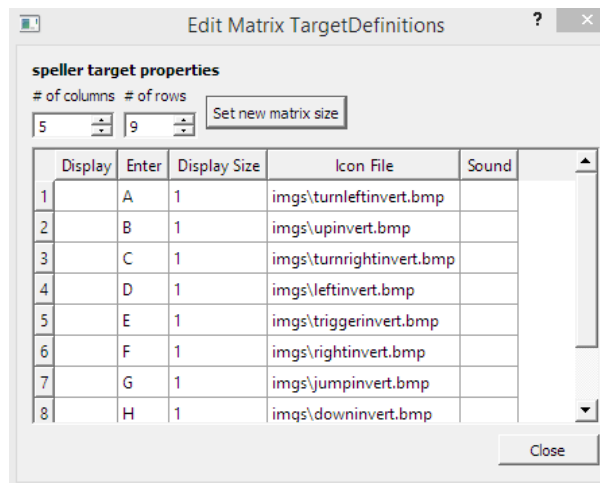 Edit Matrix TargetDefinitions ?
speller target properties
# of columns # of rows
5 9 Set new matrix size
Display Enter Display Size Icon File Sound
1 A 1 imgs\turnleftinvert.bmp
2 B 1 imgs\upinvert.bmp
3 C 1 imgs\turnrightinvert.bmp
4 D 1 imgs\leftinvert.bmp
5 E 1 imgs\triggerinvert.bmp
6 F 1 imgs\rightinvert.bmp
7 G 1 imgs\jumpinvert.bmp
8 H 1 imgs\downinvert.bmp
Close